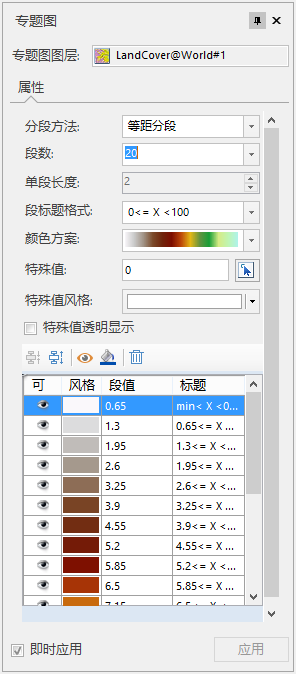 专题图
专题图图层: LandCover@World#1
属性
分段方法: 等距分段
段数: 20
单段长度: 2
段标题格式: 0<= X <100
颜色方案:
特殊值: 0
特殊值风格:
特殊值透明显示
可 风格 段值 标题
0.65 min< X <0...
1.3 0.65<= X ...
1.95 1.3<= X ...
2.6 1.95<= X ...
3.25 2.6<= X ...
3.9 3.25<= X ...
4.55 3.9<= X ...
5.2 4.55<= X ...
5.85 5.2<= X ...
6.5 5.85<= X ...
7.15 6.5<= X ...
即时应用 应用